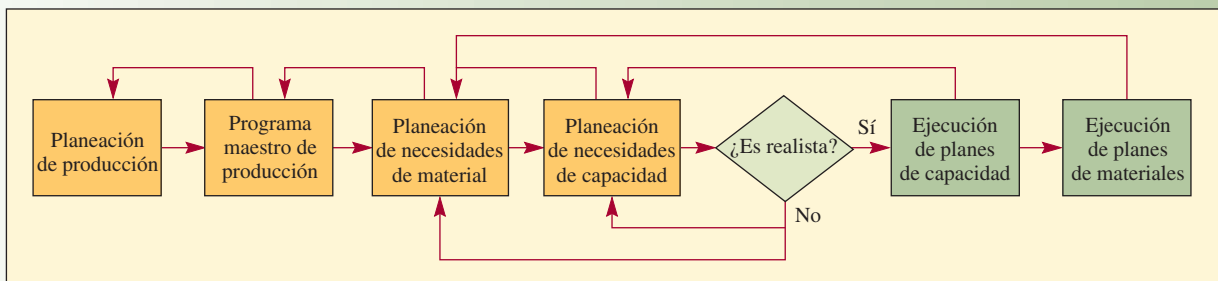 Planeación
de producción
Programa
maestro de
producción
Planeación
de necesidades
de material
Planeación
de necesidades
de capacidad
¿Es realista?
Sí
No
Ejecución
de planes
de capacidad
Ejecución
de planes
de materiales